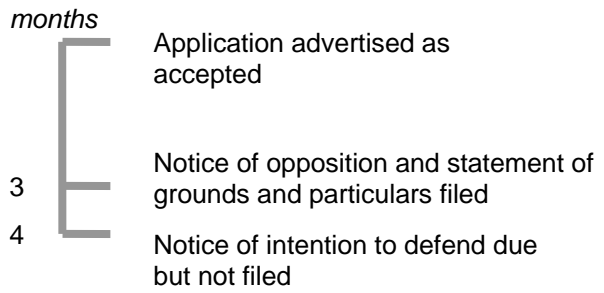 months
Application advertised as
accepted
3
Notice of opposition and statement of
grounds and particulars filed
4
Notice of intention to defend due
but not filed